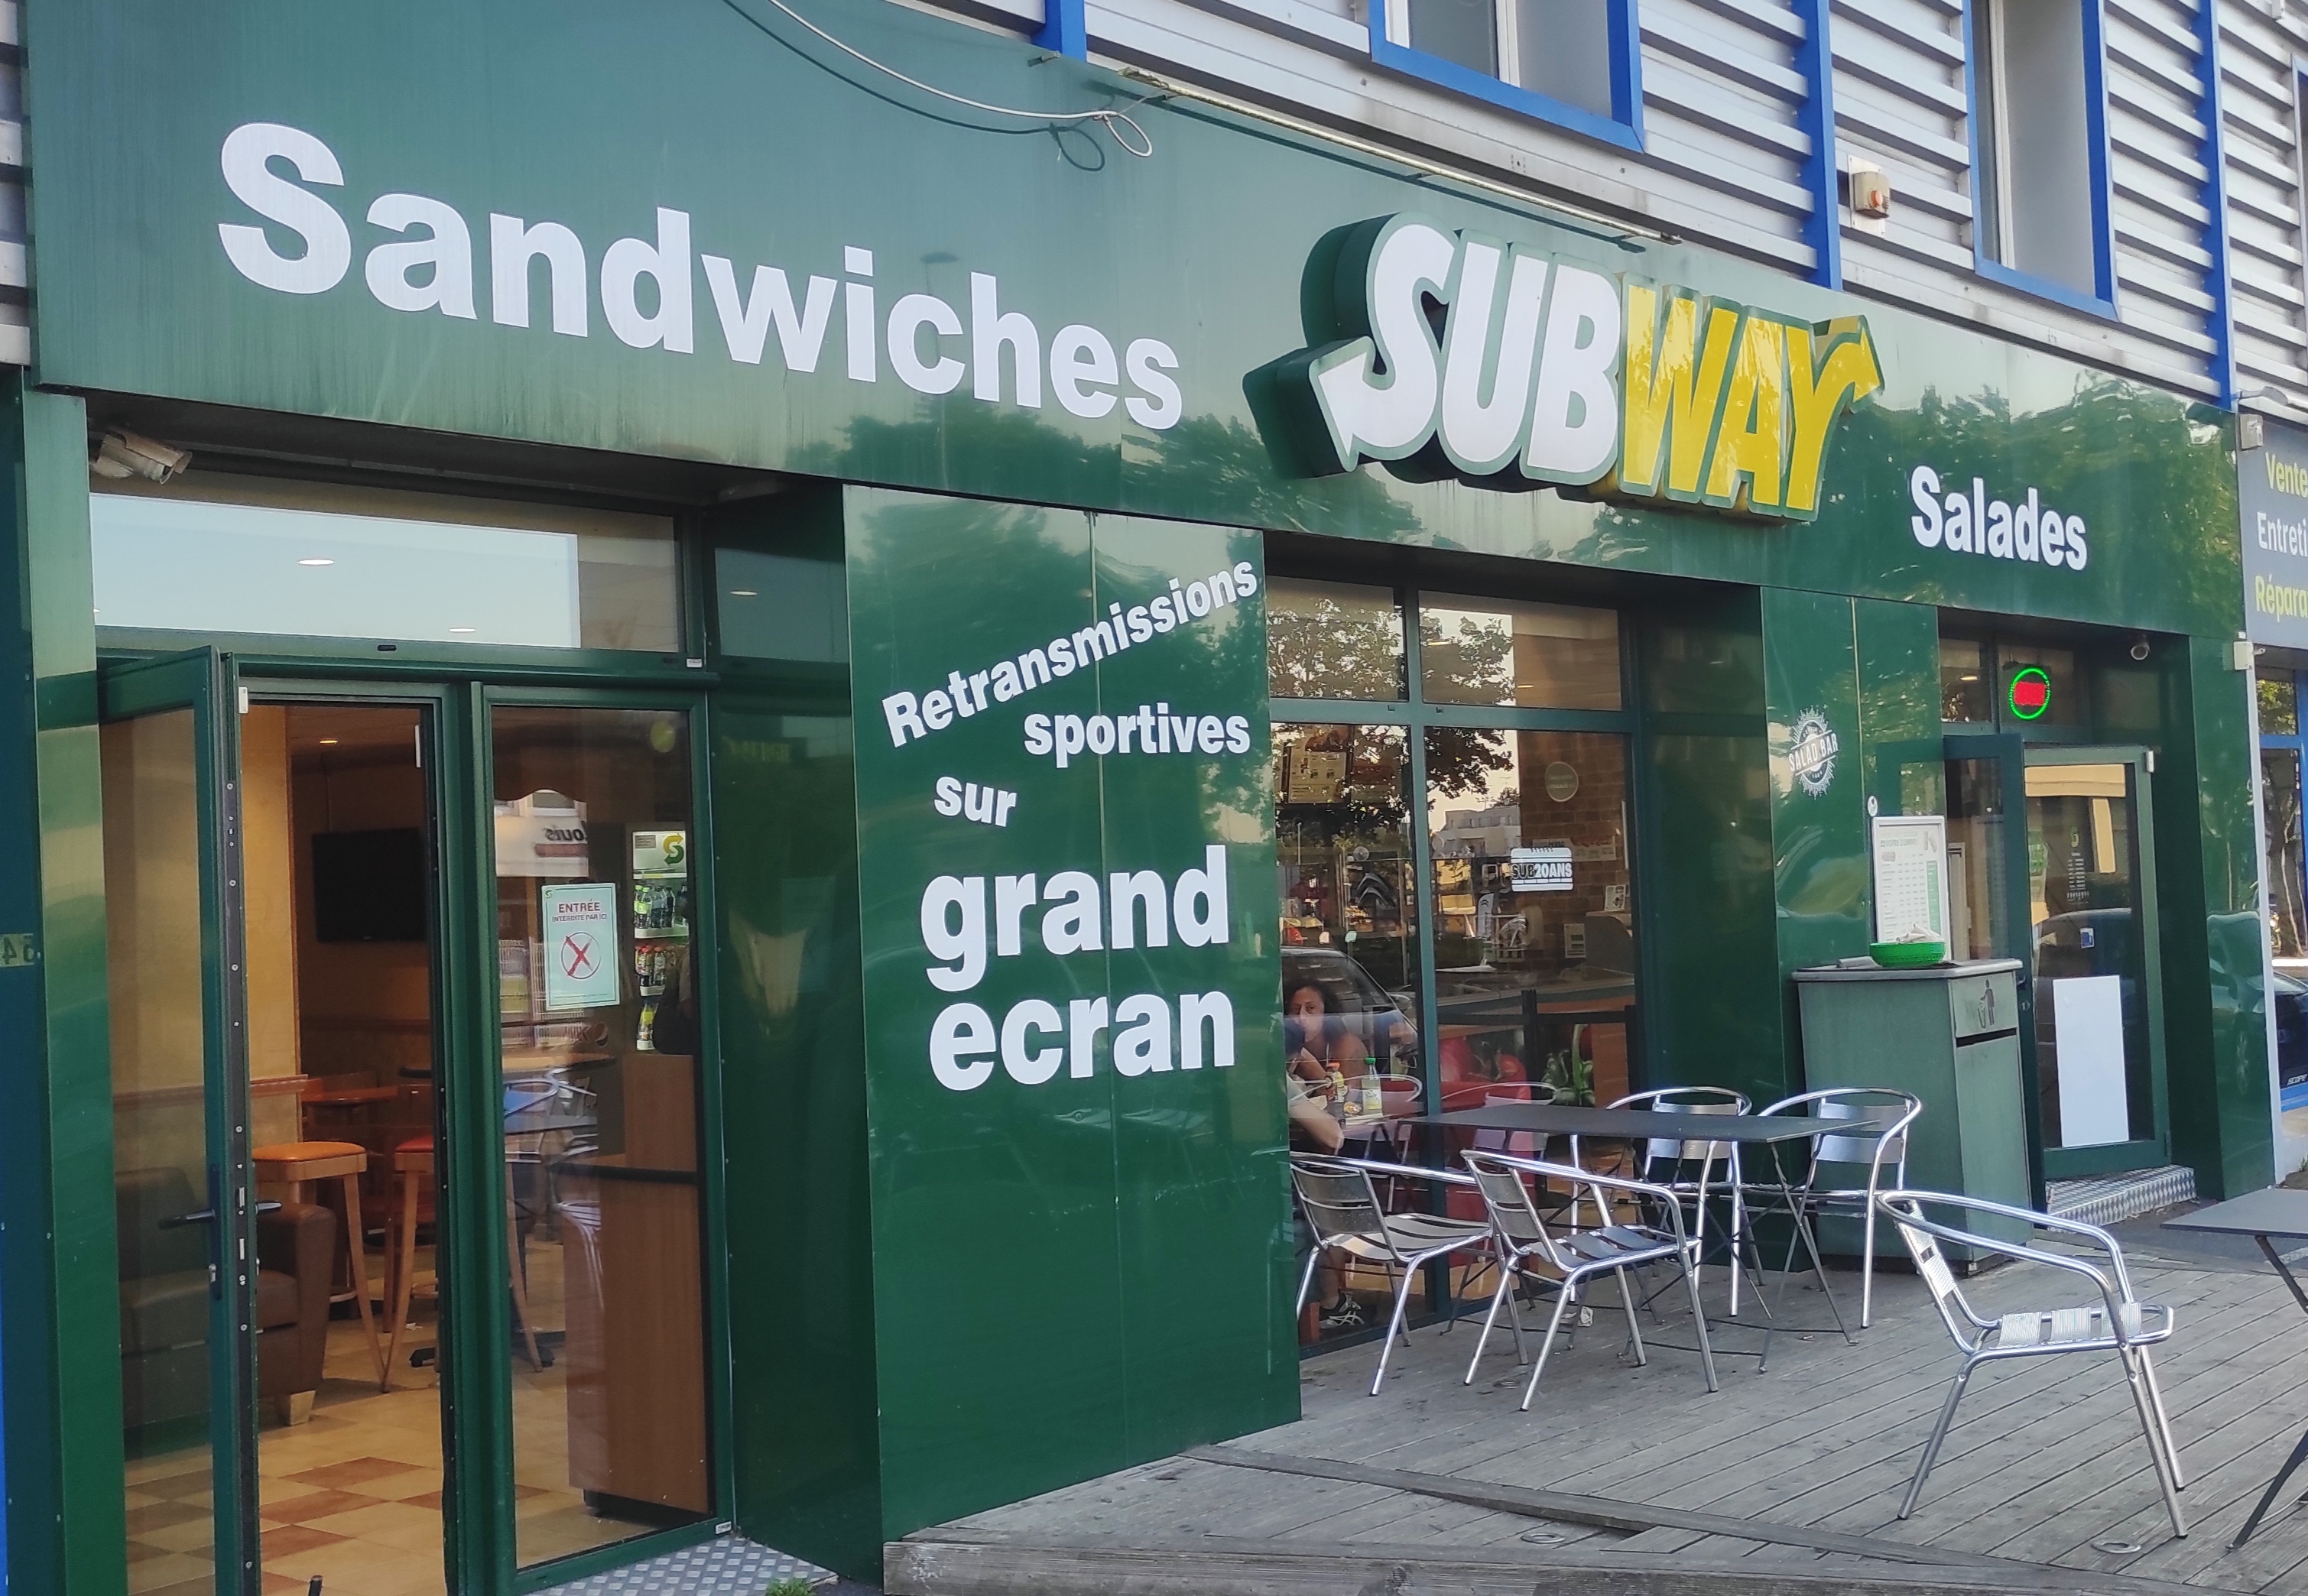 Sandwiches
SUBWAY
Salades
Vente
Entreti
Répara
Retransmissions
sportives
sur
grand
ecran
ENTRÉE
INTERDITE PAR ICI
SALAD BAR
SUB20ANS